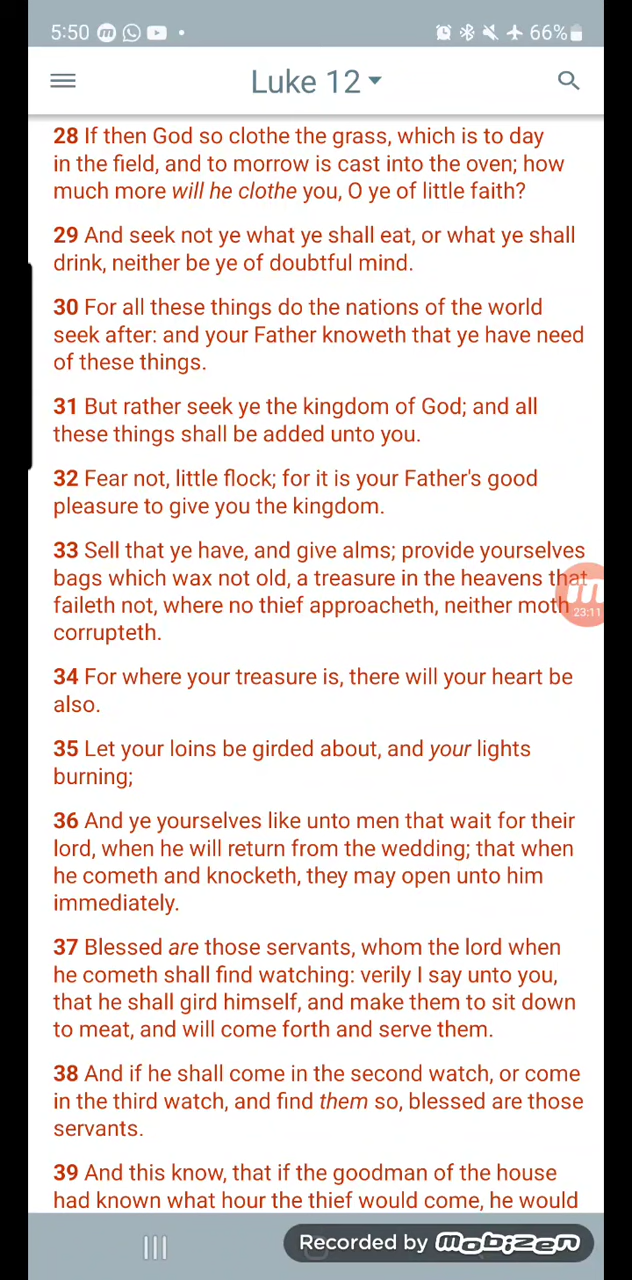 5:50 66%
Luke 12
28 If then God so clothe the grass, which is to day
in the field, and to morrow is cast into the oven; how
much more will he clothe you, O ye of little faith?
29 And seek not ye what ye shall eat, or what ye shall
drink, neither be ye of doubtful mind.
30 For all these things do the nations of the world
seek after: and your Father knoweth that ye have need
of these things.
31 But rather seek ye the kingdom of God; and all
these things shall be added unto you.
32 Fear not, little flock; for it is your Father's good
pleasure to give you the kingdom.
33 Sell that ye have, and give alms; provide yourselves
bags which wax not old, a treasure in the heavens that
faileth not, where no thief approacheth, neither moth
23:11
corrupteth.
34 For where your treasure is, there will your heart be
also.
35 Let your loins be girded about, and your lights
burning;
36 And ye yourselves like unto men that wait for their
lord, when he will return from the wedding; that when
he cometh and knocketh, they may open unto him
immediately.
37 Blessed are those servants, whom the lord when
he cometh shall find watching: verily I say unto you,
that he shall gird himself, and make them to sit down
to meat, and will come forth and serve them.
38 And if he shall come in the second watch, or come
in the third watch, and find them so, blessed are those
servants.
39 And this know, that if the goodman of the house
had known what hour the thief would come, he would
Recorded by mobizen